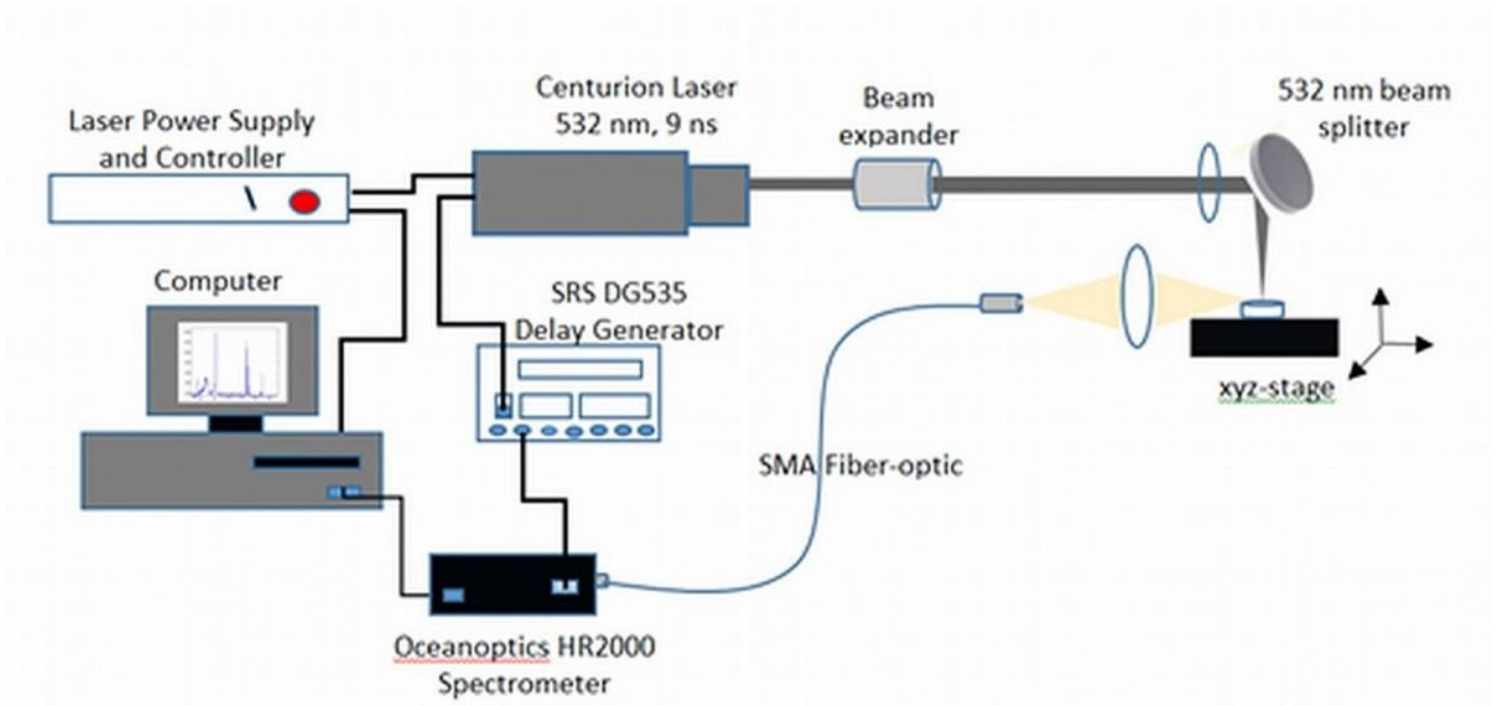 Laser Power Supply
and Controller
Centurion Laser
532 nm, 9 ns
Beam
expander
532 nm beam
splitter
Computer
SRS DG535
Delay Generator
xyz-stage
SMA Fiber-optic
Oceanoptics HR2000
Spectrometer